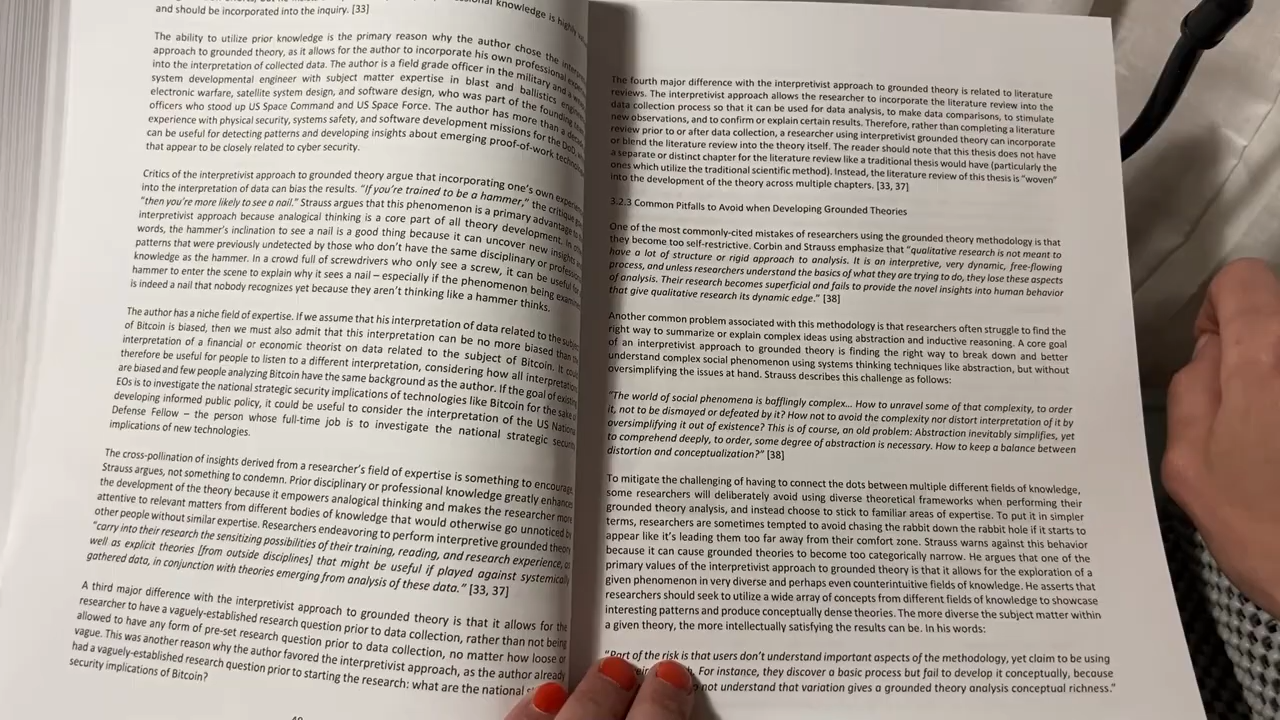 and should be incorporated into the inquiry. [33]
The ability to utilize prior knowledge is the primary reason why the author chose the
approach to grounded theory, as it allows for the author to incorporate his own professional
into the interpretation of collected data. The author is a field grade officer in the military and a
system developmental engineer with subject matter expertise in blast and ballistics
electronic warfare, satellite system design, and software design, who was part of the founding
officers who stood up US Space Command and US Space Force. The author has more than a
experience with physical security, systems safety, and software development missions for the
can be useful for detecting patterns and developing insights about emerging proof-of-work
that appear to be closely related to cyber security.
Critics of the interpretivist approach to grounded theory argue that incorporating one's own
into the interpretation of data can bias the results. "If you're trained to be a hammer," the
"then you're more likely to see a nail." Strauss argues that this phenomenon is a primary advantage
interpretivist approach because analogical thinking is a core part of all theory development. In
words, the hammer's inclination to see a nail is a good thing because it can uncover new insights
patterns that were previously undetected by those who don't have the same disciplinary or
knowledge as the hammer. In a crowd full of screwdrivers who only see a screw, it can be useful
hammer to enter the scene to explain why it sees a nail – especially if the phenomenon being
is indeed a nail that nobody recognizes yet because they aren't thinking like a hammer thinks.
The author has a niche field of expertise. If we assume that his interpretation of data related to the
of Bitcoin is biased, then we must also admit that this interpretation can be no more biased than
interpretation of a financial or economic theorist on data related to the subject of Bitcoin. It
therefore be useful for people to listen to a different interpretation, considering how all
are biased and few people analyzing Bitcoin have the same background as the author. If the goal of
EOs is to investigate the national strategic security implications of technologies like Bitcoin for the sake
developing informed public policy, it could be useful to consider the interpretation of the US
Defense Fellow – the person whose full-time job is to investigate the national strategic
implications of new technologies.
The cross-pollination of insights derived from a researcher's field of expertise is something to
Strauss argues, not something to condemn. Prior disciplinary or professional knowledge greatly
the development of the theory because it empowers analogical thinking and makes the researcher more
attentive to relevant matters from different bodies of knowledge that would otherwise go unnoticed by
other people without similar expertise. Researchers endeavoring to perform interpretive grounded theory
"carry into their research the sensitizing possibilities of their training, reading, and research experience, as
well as explicit theories [from outside disciplines] that might be useful if played against systemically
gathered data, in conjunction with theories emerging from analysis of these data." [33, 37]
A third major difference with the interpretivist approach to grounded theory is that it allows for the
researcher to have a vaguely-established research question prior to data collection, rather than not being
allowed to have any form of pre-set research question prior to data collection, no matter how loose or
vague. This was another reason why the author favored the interpretivist approach, as the author already
had a vaguely-established research question prior to starting the research: what are the national
security implications of Bitcoin?
The fourth major difference with the interpretivist approach to grounded theory is related to literature
reviews. The interpretivist approach allows the researcher to incorporate the literature review into the
data collection process so that it can be used for data analysis, to make data comparisons, to stimulate
new observations, and to confirm or explain certain results. Therefore, rather than completing a literature
review prior to or after data collection, a researcher using interpretivist grounded theory can incorporate
or blend the literature review into the theory itself. The reader should note that this thesis does not have
a separate or distinct chapter for the literature review like a traditional thesis would have (particularly the
ones which utilize the traditional scientific method). Instead, the literature review of this thesis is "woven"
into the development of the theory across multiple chapters. [33, 37]
3.2.3 Common Pitfalls to Avoid when Developing Grounded Theories
One of the most commonly-cited mistakes of researchers using the grounded theory methodology is that
they become too self-restrictive. Corbin and Strauss emphasize that "qualitative research is not meant to
have a lot of structure or rigid approach to analysis. It is an interpretive, very dynamic, free-flowing
process, and unless researchers understand the basics of what they are trying to do, they lose these aspects
of analysis. Their research becomes superficial and fails to provide the novel insights into human behavior
that give qualitative research its dynamic edge." [38]
Another common problem associated with this methodology is that researchers often struggle to find the
right way to summarize or explain complex ideas using abstraction and inductive reasoning. A core goal
of an interpretivist approach to grounded theory is finding the right way to break down and better
understand complex social phenomenon using systems thinking techniques like abstraction, but without
oversimplifying the issues at hand. Strauss describes this challenge as follows:
"The world of social phenomena is bafflingly complex... How to unravel some of that complexity, to order
it, not to be dismayed or defeated by it? How not to avoid the complexity nor distort interpretation of it by
oversimplifying it out of existence? This is of course, an old problem: Abstraction inevitably simplifies, yet
to comprehend deeply, to order, some degree of abstraction is necessary. How to keep a balance between
distortion and conceptualization?" [38]
To mitigate the challenging of having to connect the dots between multiple different fields of knowledge,
some researchers will deliberately avoid using diverse theoretical frameworks when performing their
grounded theory analysis, and instead choose to stick to familiar areas of expertise. To put it in simpler
terms, researchers are sometimes tempted to avoid chasing the rabbit down the rabbit hole if it starts to
appear like it's leading them too far away from their comfort zone. Strauss warns against this behavior
because it can cause grounded theories to become too categorically narrow. He argues that one of the
primary values of the interpretivist approach to grounded theory is that it allows for the exploration of a
given phenomenon in very diverse and perhaps even counterintuitive fields of knowledge. He asserts that
researchers should seek to utilize a wide array of concepts from different fields of knowledge to showcase
interesting patterns and produce conceptually dense theories. The more diverse the subject matter within
a given theory, the more intellectually satisfying the results can be. In his words:
"Part of the risk is that users don't understand important aspects of the methodology, yet claim to be using
For instance, they discover a basic process but fail to develop it conceptually, because
not understand that variation gives a grounded theory analysis conceptual richness."